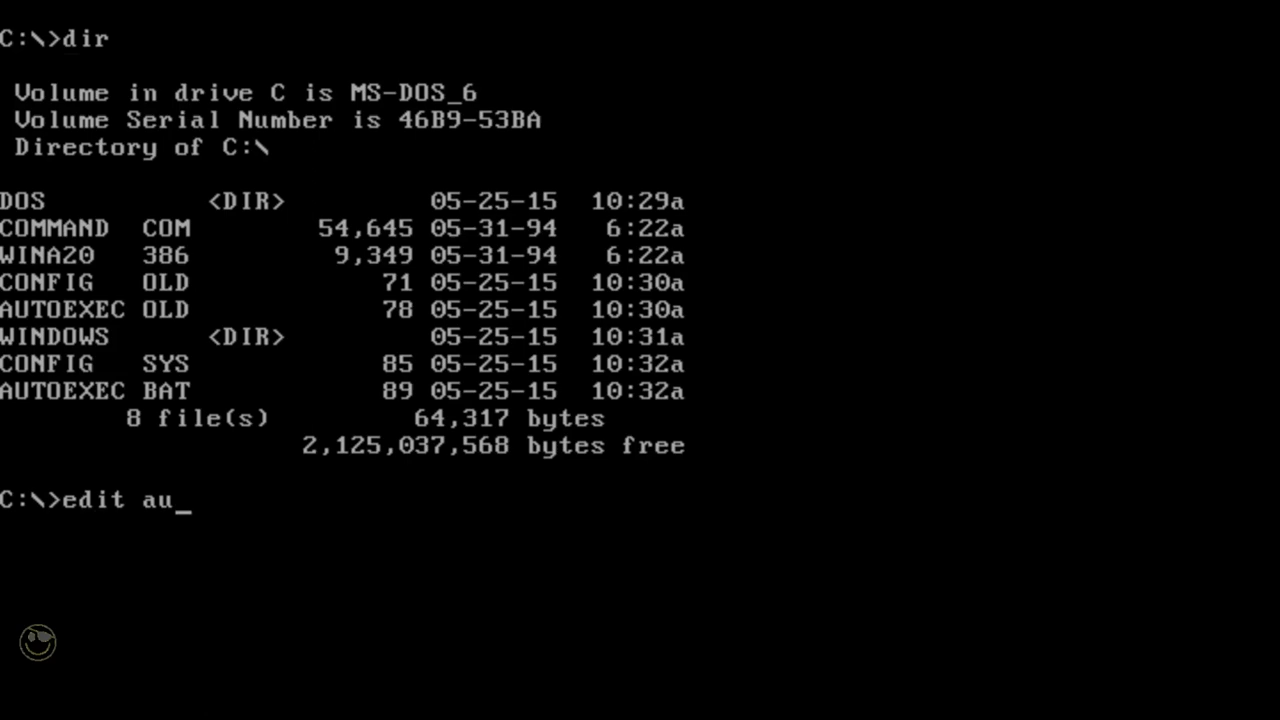 C:\>dir
Volume in drive C is MS-DOS_6
Volume Serial Number is 46B9-53BA
Directory of C:\
DOS <DIR> 05-25-15 10:29a
COMMAND COM 54,645 05-31-94 6:22a
WINA20 386 9,349 05-31-94 6:22a
CONFIG OLD 71 05-25-15 10:30a
AUTOEXEC OLD 78 05-25-15 10:30a
WINDOWS <DIR> 05-25-15 10:31a
CONFIG SYS 85 05-25-15 10:32a
AUTOEXEC BAT 89 05-25-15 10:32a
8 file(s) 64,317 bytes
2,125,037,568 bytes free
C:\>edit au_